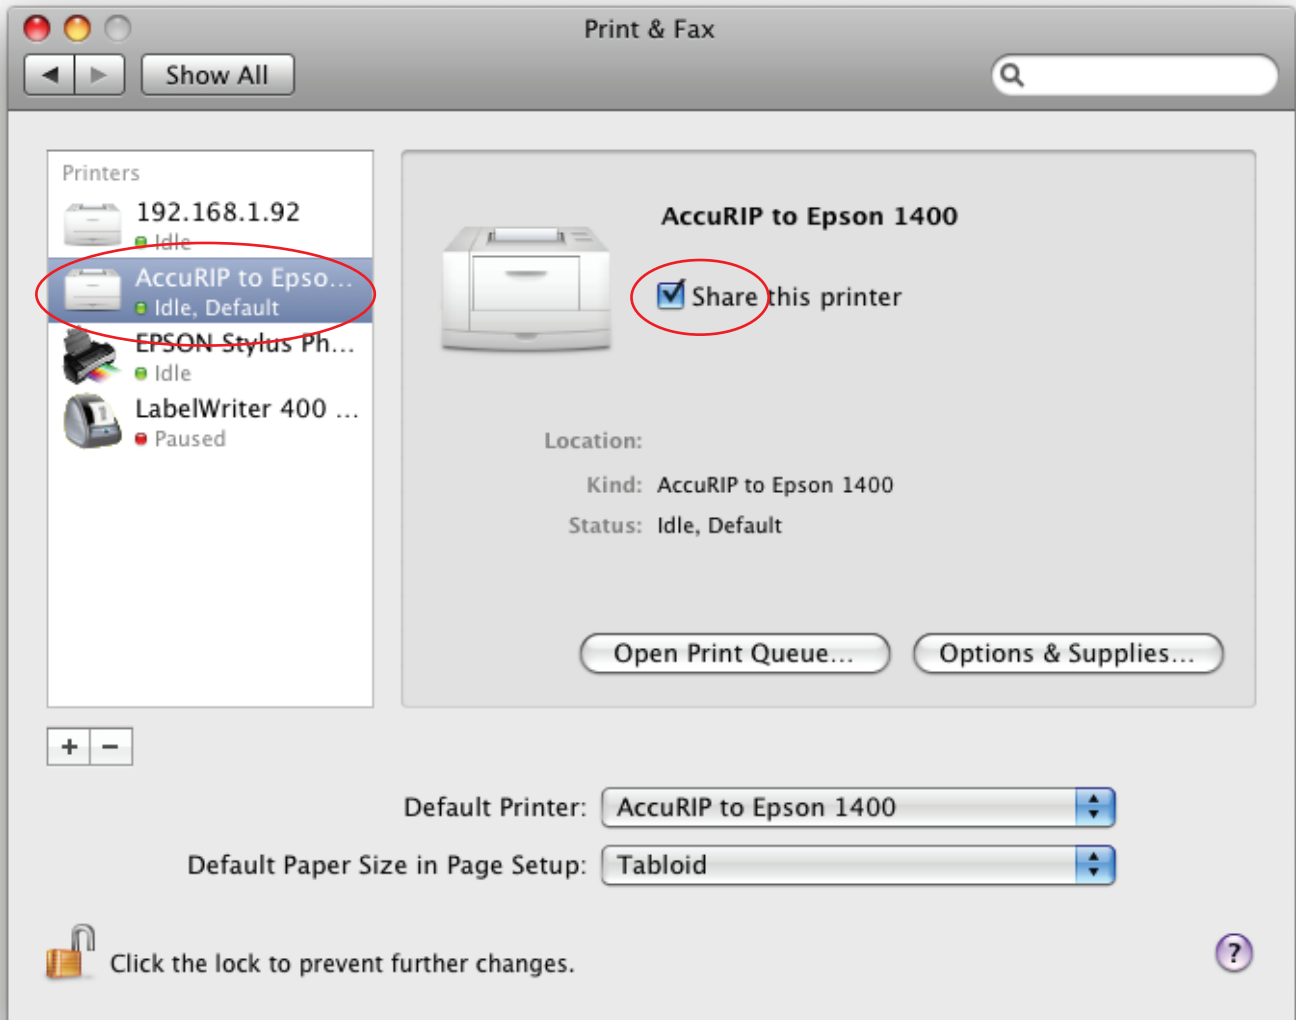 Print & Fax
Show All
Printers
192.168.1.92
Idle
AccuRIP to Epso...
Idle, Default
EPSON Stylus Ph...
Idle
LabelWriter 400 ...
Paused
AccuRIP to Epson 1400
Share this printer
Location:
Kind: AccuRIP to Epson 1400
Status: Idle, Default
Open Print Queue...
Options & Supplies...
+ −
Default Printer: AccuRIP to Epson 1400
Default Paper Size in Page Setup: Tabloid
Click the lock to prevent further changes.
?